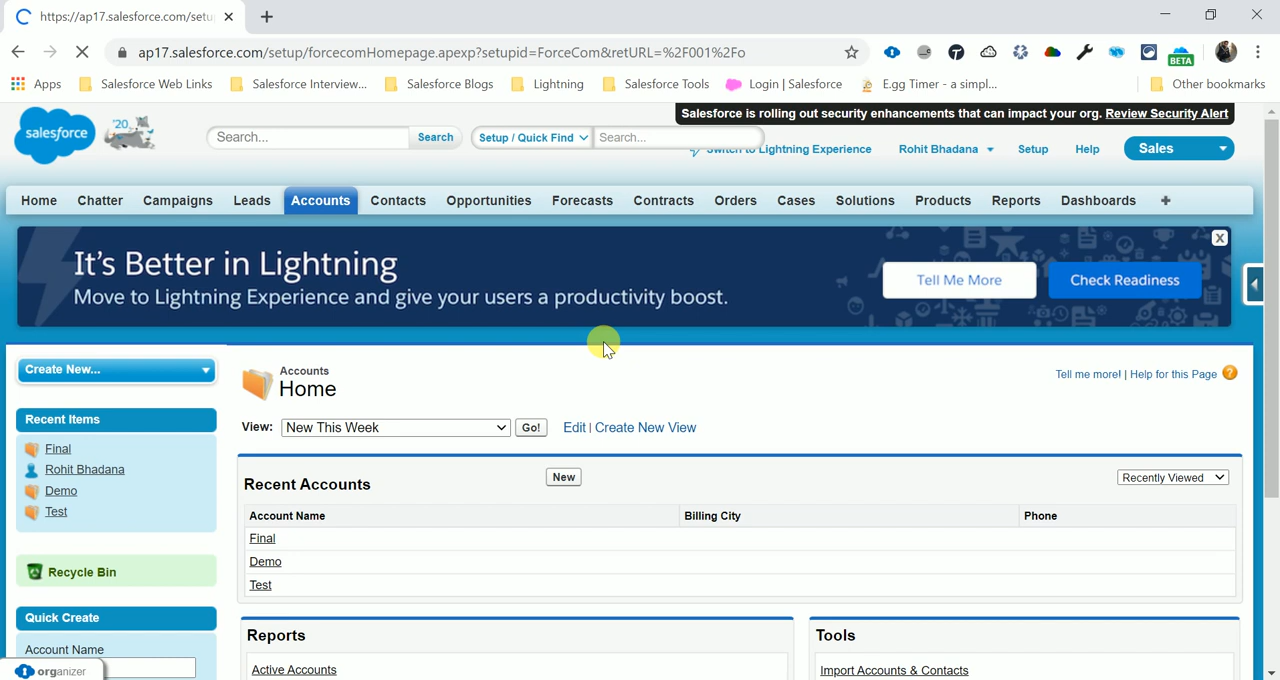 https://ap17.salesforce.com/setu
ap17.salesforce.com/setup/forcecomHomepage.apexp?setupid=ForceCom&retURL=%2F001%2Fo
BETA
Apps
Salesforce Web Links
Salesforce Interview...
Salesforce Blogs
Lightning
Salesforce Tools
Login | Salesforce
E.gg Timer - a simpl...
Other bookmarks
Salesforce is rolling out security enhancements that can impact your org. Review Security Alert
salesforce
'20
Search...
Search
Setup / Quick Find
Search...
Switch to Lightning Experience
Rohit Bhadana
Setup
Help
Sales
Home
Chatter
Campaigns
Leads
Accounts
Contacts
Opportunities
Forecasts
Contracts
Orders
Cases
Solutions
Products
Reports
Dashboards
+
It's Better in Lightning
Move to Lightning Experience and give your users a productivity boost.
Tell Me More
Check Readiness
X
Create New...
Accounts
Home
Tell me more! | Help for this Page
View:
New This Week
Go!
Edit | Create New View
Recent Items
Final
Rohit Bhadana
Demo
Test
Recent Accounts
New
Recently Viewed
Account Name
Billing City
Phone
Final
Demo
Test
Recycle Bin
Quick Create
Account Name
organizer
Reports
Active Accounts
Tools
Import Accounts & Contacts